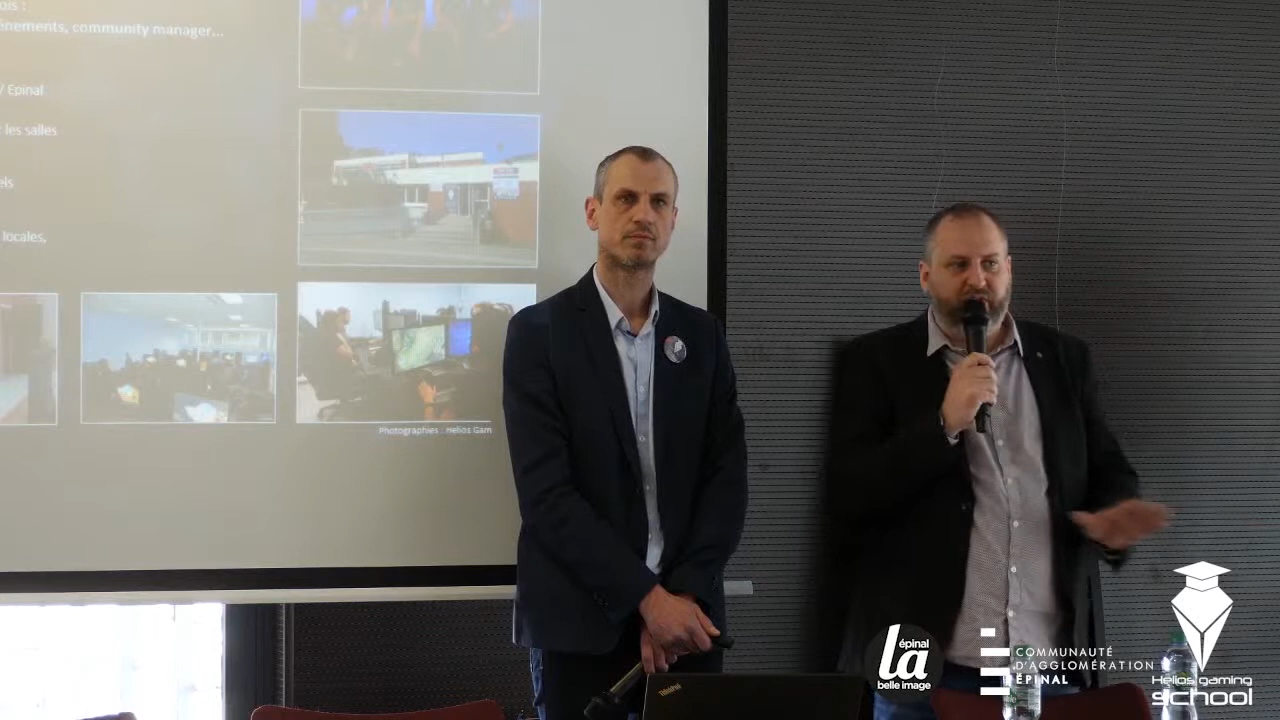 ois :
énements, community manager...
/ Epinal
les salles
els
locales,
Photographies : Helios Gam
ThinkPad
épinal
la
belle image
COMMUNAUTÉ
D'AGGLOMÉRATION
ÉPINAL
Helios gaming
school